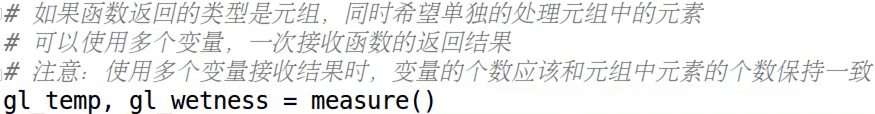 # 如果函数返回的类型是元组，同时希望单独的处理元组中的元素
# 可以使用多个变量，一次接收函数的返回结果
# 注意：使用多个变量接收结果时，变量的个数应该和元组中元素的个数保持一致
gl_temp, gl_wetness = measure()